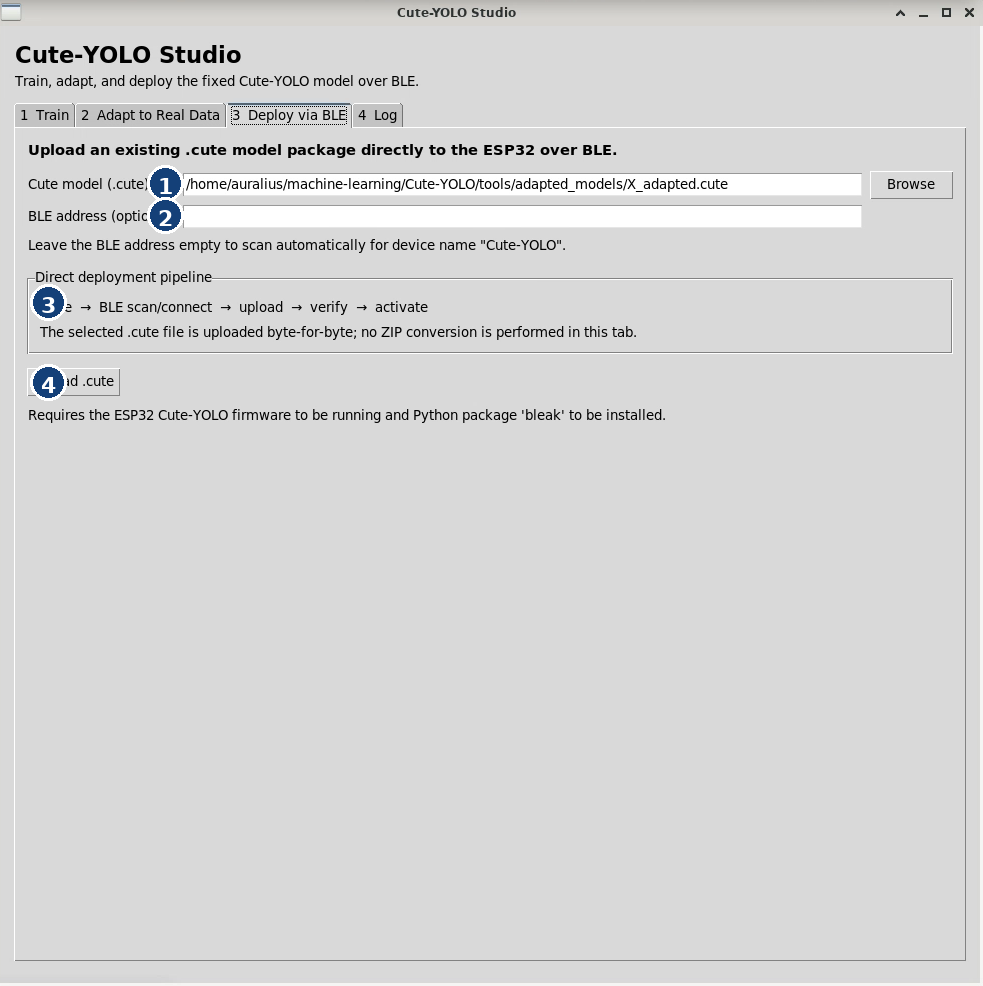 Cute-YOLO Studio
Cute-YOLO Studio
Train, adapt, and deploy the fixed Cute-YOLO model over BLE.
1 Train 2 Adapt to Real Data 3 Deploy via BLE 4 Log
Upload an existing .cute model package directly to the ESP32 over BLE.
Cute model (.cute) 1 /home/auralius/machine-learning/Cute-YOLO/tools/adapted_models/X_adapted.cute Browse
BLE address 2
Leave the BLE address empty to scan automatically for device name "Cute-YOLO".
Direct deployment pipeline
3 → BLE scan/connect → upload → verify → activate
The selected .cute file is uploaded byte-for-byte; no ZIP conversion is performed in this tab.
4 .cute
Requires the ESP32 Cute-YOLO firmware to be running and Python package 'bleak' to be installed.